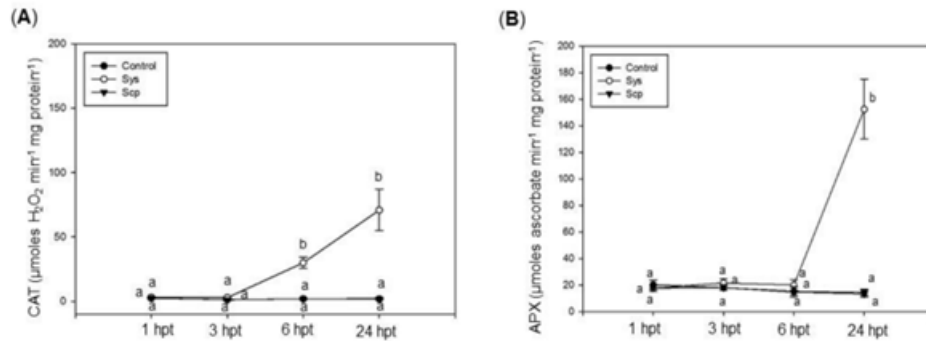 (A)
CAT (µmoles H₂O₂ min⁻¹ mg protein⁻¹)
200
150
100
50
0
Control
Sys
Scp
a
a
a
a
a
a
b
a
b
a
1 hpt
3 hpt
6 hpt
24 hpt
(B)
APX (µmoles ascorbate min⁻¹ mg protein⁻¹)
200
180
160
140
120
100
80
60
40
20
0
Control
Sys
Scp
a
a
a
a
a
a
a
a
a
b
a
a
1 hpt
3 hpt
6 hpt
24 hpt